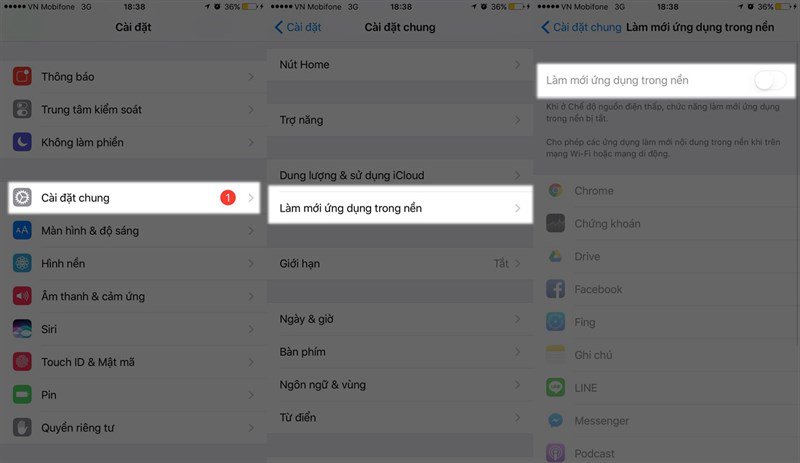 VN Mobifone 3G 18:38 36%
Cài đặt
Thông báo
Trung tâm kiểm soát
Không làm phiền
Cài đặt chung 1
Màn hình & độ sáng
Hình nền
Âm thanh & cảm ứng
Siri
Touch ID & Mật mã
Pin
Quyền riêng tư
VN Mobifone 3G 18:38 36%
Cài đặt Cài đặt chung
Nút Home
Trợ năng
Dung lượng & sử dụng iCloud
Làm mới ứng dụng trong nền
Giới hạn Tắt
Ngày & giờ
Bàn phím
Ngôn ngữ & vùng
Từ điển
VN Mobifone 3G 18:38 36%
Cài đặt chung Làm mới ứng dụng trong nền
Làm mới ứng dụng trong nền
Khi ở Chế độ nguồn điện thấp, chức năng làm mới ứng dụng
trong nền bị tắt.
Cho phép các ứng dụng làm mới nội dung trong nền khi trên
mạng Wi-Fi hoặc mạng di động.
Chrome
Chứng khoán
Drive
Facebook
Fing
Ghi chú
LINE
Messenger
Podcast